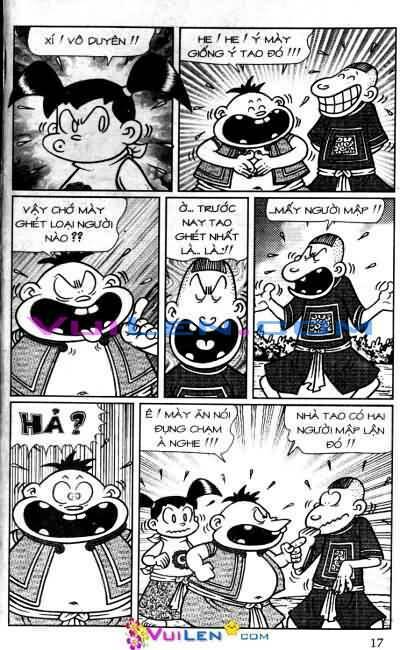 XÍ ! VÔ DUYÊN !!
HE ! HE ! Ý MÀY
GIỐNG Ý TAO ĐÓ !!!
VẬY CHỚ MÀY
GHÉT LOẠI NGƯỜI
NÀO ??
Ờ... TRƯỚC
NAY TAO
GHÉT NHẤT
LÀ... LÀ...!!
...MẤY NGƯỜI MẬP !!
VUILEN.COM
HẢ?
Ê ! MÀY ĂN NÓI
ĐỤNG CHẠM
À NGHE !!!
NHÀ TAO CÓ HAI
NGƯỜI MẬP LẬN
ĐÓ !!
17
VUILEN.COM